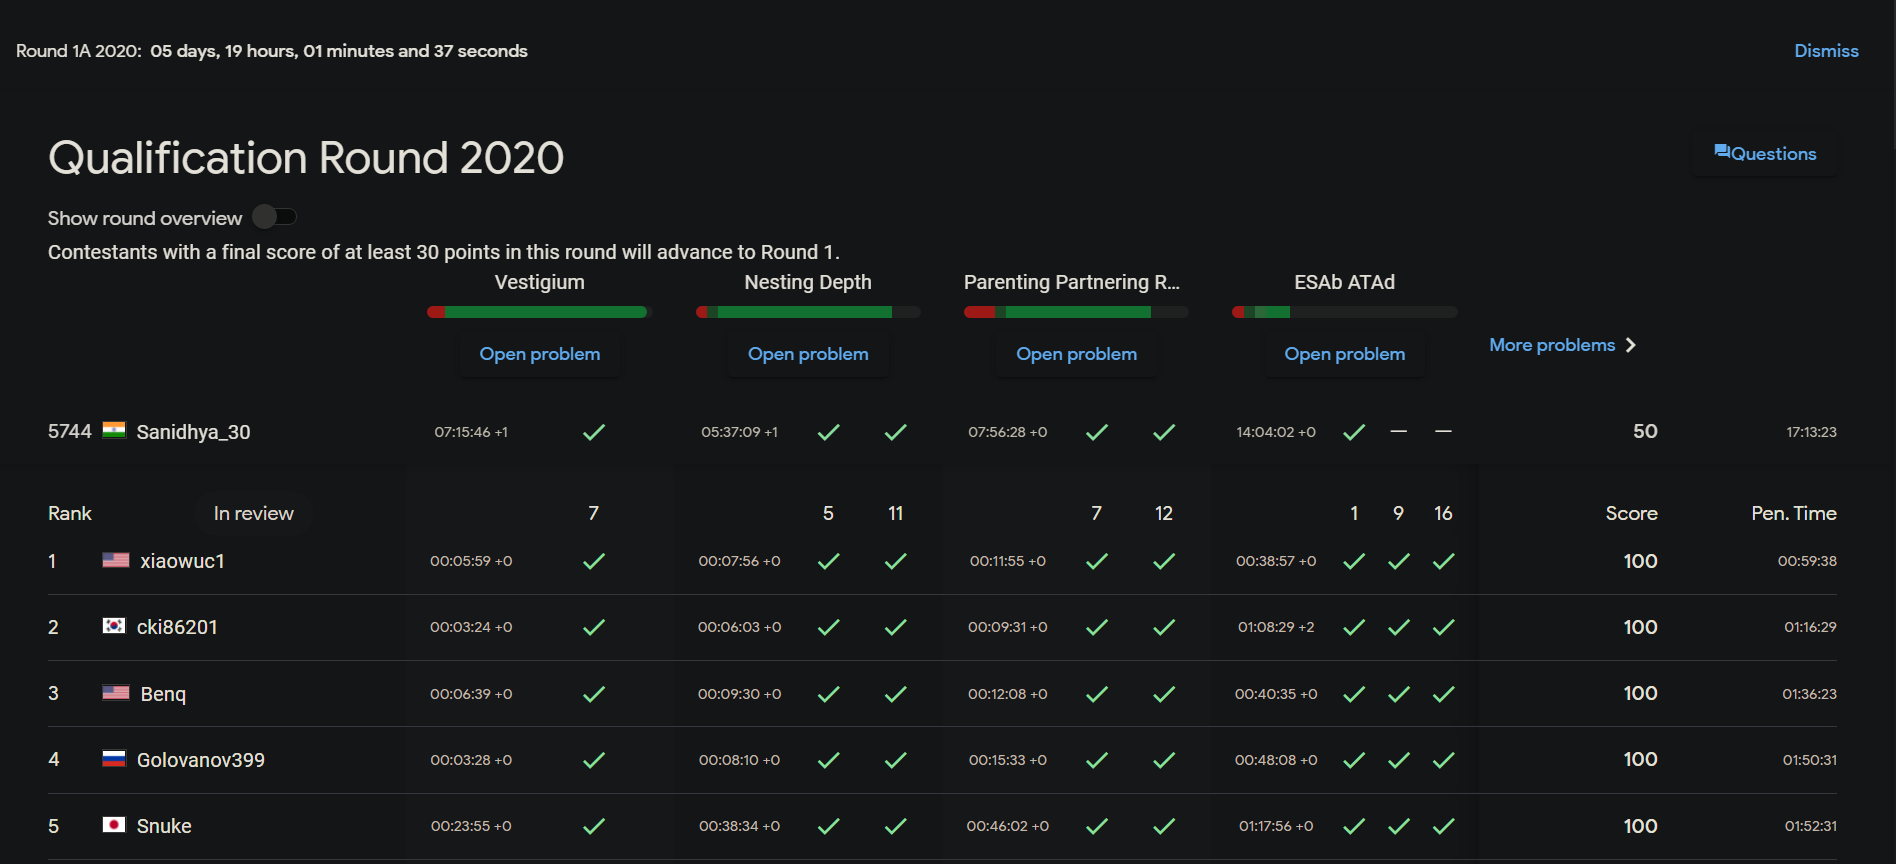 Round 1A 2020: 05 days, 19 hours, 01 minutes and 37 seconds Dismiss
Qualification Round 2020
Questions
Show round overview
Contestants with a final score of at least 30 points in this round will advance to Round 1.
Vestigium Nesting Depth Parenting Partnering R... ESAb ATAd
Open problem Open problem Open problem Open problem More problems
5744 Sanidhya_30 07:15:46 +1 05:37:09 +1 07:56:28 +0 14:04:02 +0 50 17:13:23
Rank In review 7 5 11 7 12 1 9 16 Score Pen. Time
1 xiaowuc1 00:05:59 +0 00:07:56 +0 00:11:55 +0 00:38:57 +0 100 00:59:38
2 cki86201 00:03:24 +0 00:06:03 +0 00:09:31 +0 01:08:29 +2 100 01:16:29
3 Benq 00:06:39 +0 00:09:30 +0 00:12:08 +0 00:40:35 +0 100 01:36:23
4 Golovanov399 00:03:28 +0 00:08:10 +0 00:15:33 +0 00:48:08 +0 100 01:50:31
5 Snuke 00:23:55 +0 00:38:34 +0 00:46:02 +0 01:17:56 +0 100 01:52:31